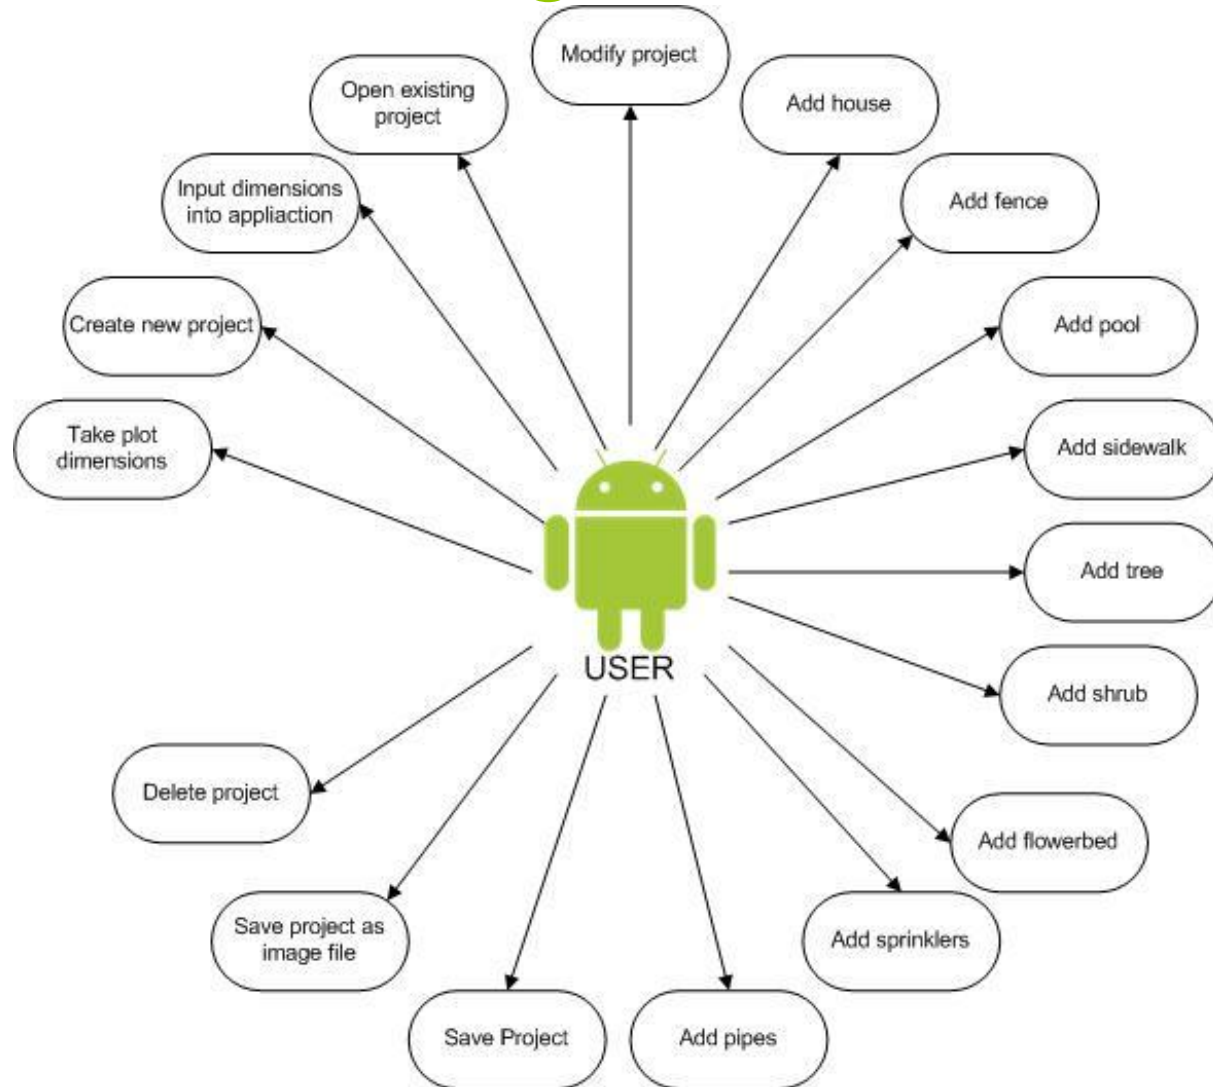 Modify project
Open existing
project
Add house
Input dimensions
into appliaction
Add fence
Create new project
Add pool
Take plot
dimensions
Add sidewalk
Add tree
USER
Add shrub
Delete project
Add flowerbed
Save project as
image file
Add sprinklers
Save Project
Add pipes